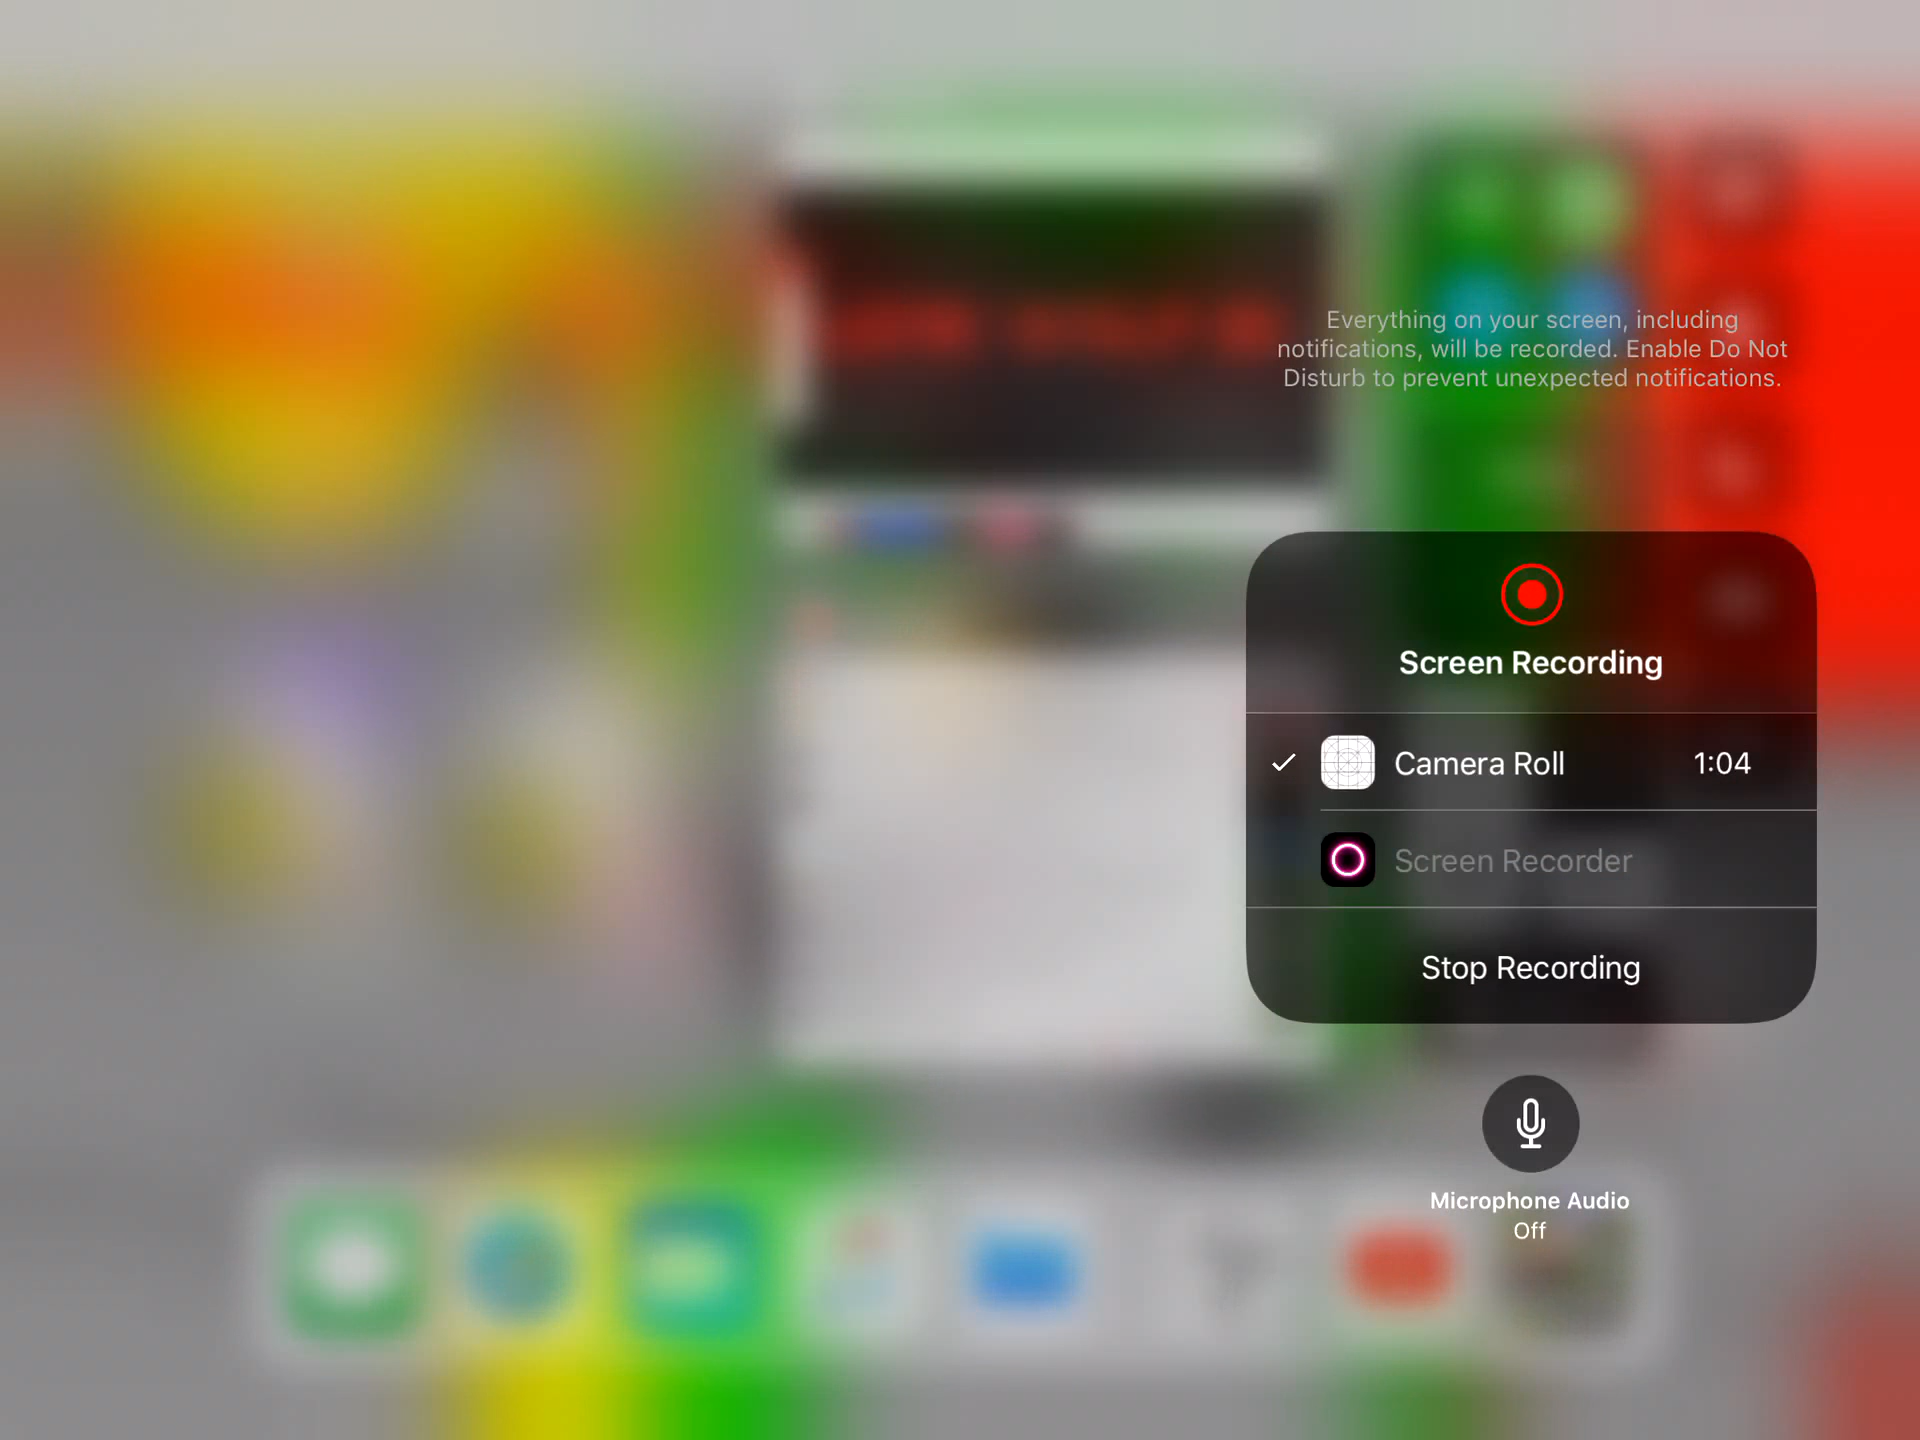 Everything on your screen, including
notifications, will be recorded. Enable Do Not
Disturb to prevent unexpected notifications.
Screen Recording
Camera Roll 1:04
Screen Recorder
Stop Recording
Microphone Audio
Off